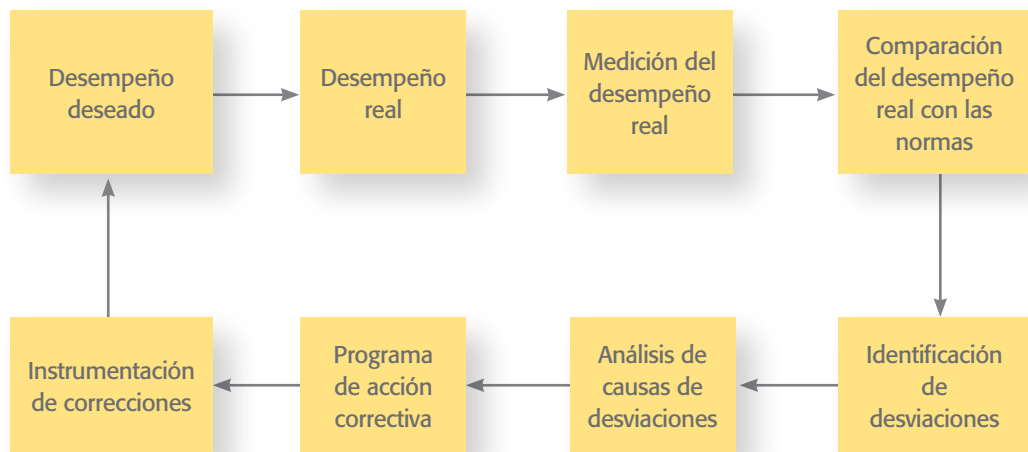 Desempeño
deseado
Desempeño
real
Medición del
desempeño
real
Comparación
del desempeño
real con las
normas
Instrumentación
de correcciones
Programa
de acción
correctiva
Análisis de
causas de
desviaciones
Identificación
de
desviaciones